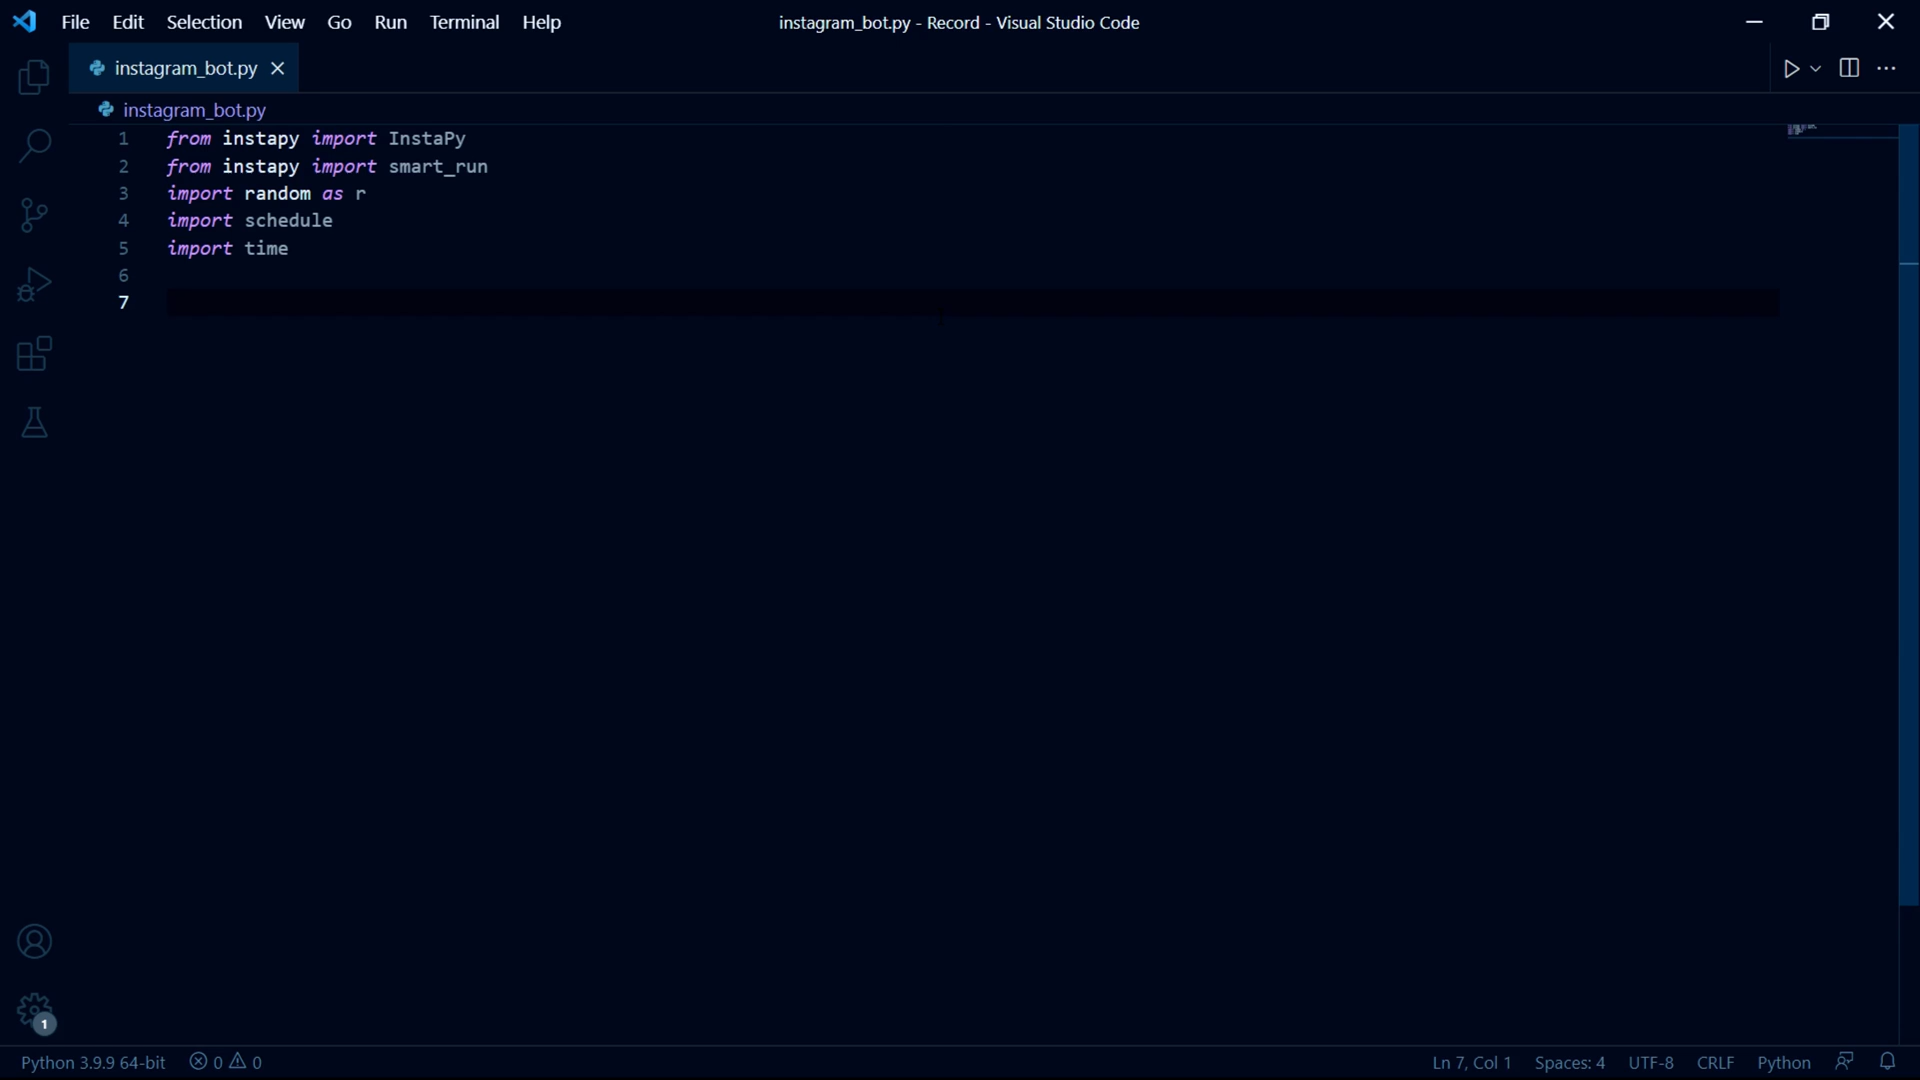 File Edit Selection View Go Run Terminal Help
instagram_bot.py - Record - Visual Studio Code
instagram_bot.py
instagram_bot.py
1 from instapy import InstaPy
2 from instapy import smart_run
3 import random as r
4 import schedule
5 import time
6
7
1
Python 3.9.9 64-bit 0 0 Ln 7, Col 1 Spaces: 4 UTF-8 CRLF Python